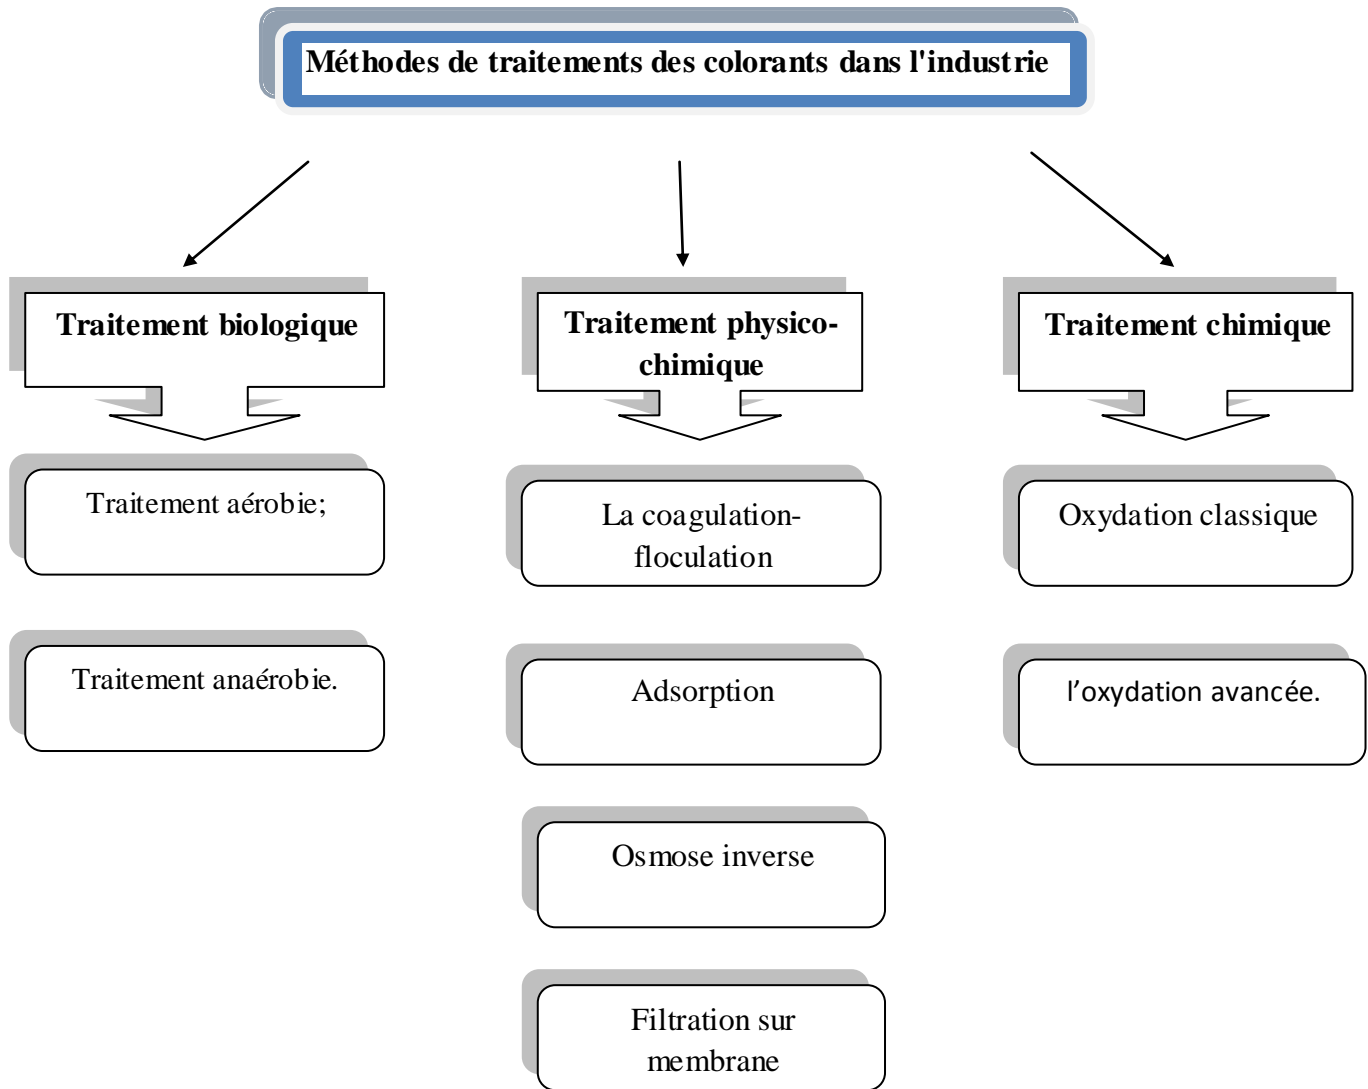 Méthodes de traitements des colorants dans l'industrie
Traitement biologique
Traitement aérobie;
Traitement anaérobie.
Traitement physico-
chimique
La coagulation-
floculation
Adsorption
Osmose inverse
Filtration sur
membrane
Traitement chimique
Oxydation classique
l’oxydation avancée.